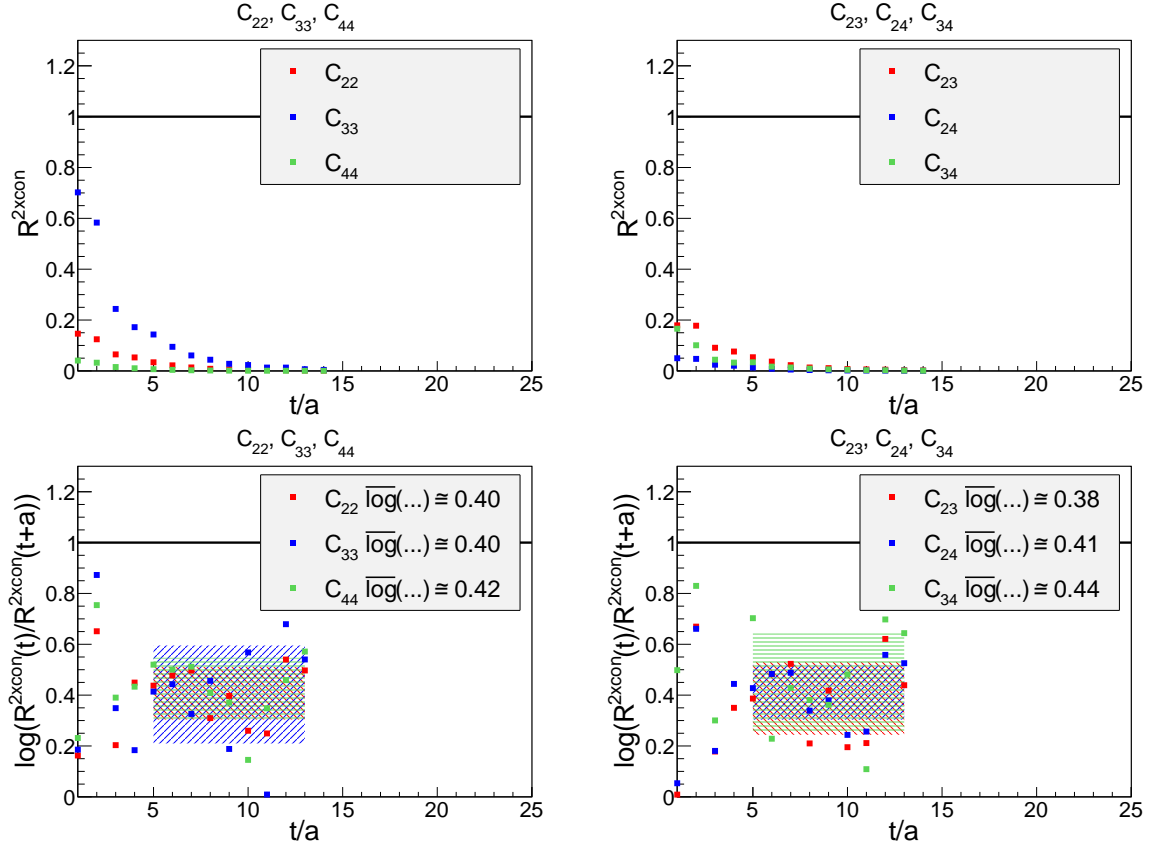 C22, C33, C44
R2xcon
1.2
1
0.8
0.6
0.4
0.2
0
C22
C33
C44
5 10 15 20 25
t/a
C23, C24, C34
R2xcon
1.2
1
0.8
0.6
0.4
0.2
0
C23
C24
C34
5 10 15 20 25
t/a
C22, C33, C44
log(R2xcon(t)/R2xcon(t+a))
1.2
1
0.8
0.6
0.4
0.2
0
C22 log(...) ≅ 0.40
C33 log(...) ≅ 0.40
C44 log(...) ≅ 0.42
5 10 15 20 25
t/a
C23, C24, C34
log(R2xcon(t)/R2xcon(t+a))
1.2
1
0.8
0.6
0.4
0.2
0
C23 log(...) ≅ 0.38
C24 log(...) ≅ 0.41
C34 log(...) ≅ 0.44
5 10 15 20 25
t/a